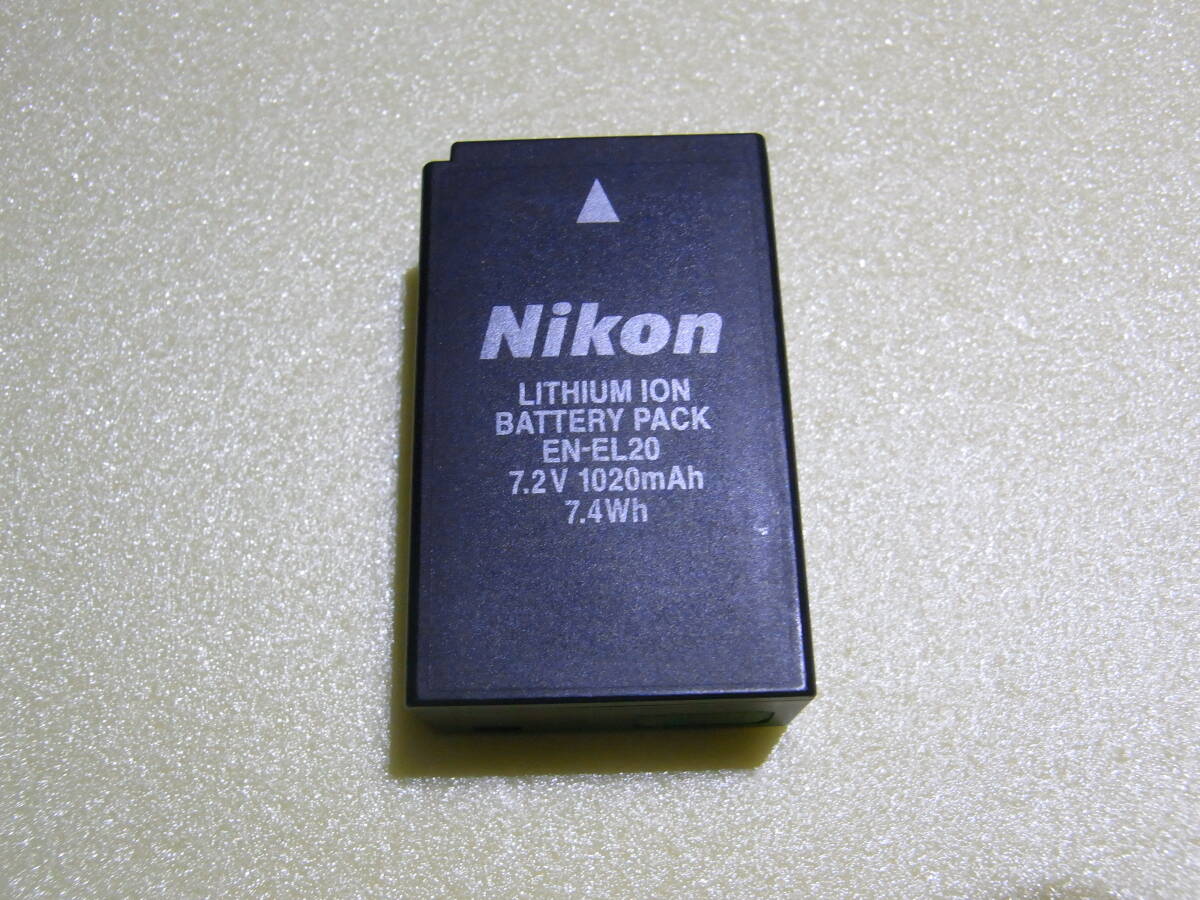 Nikon
LITHIUM ION
BATTERY PACK
EN-EL20
7.2V 1020mAh
7.4Wh